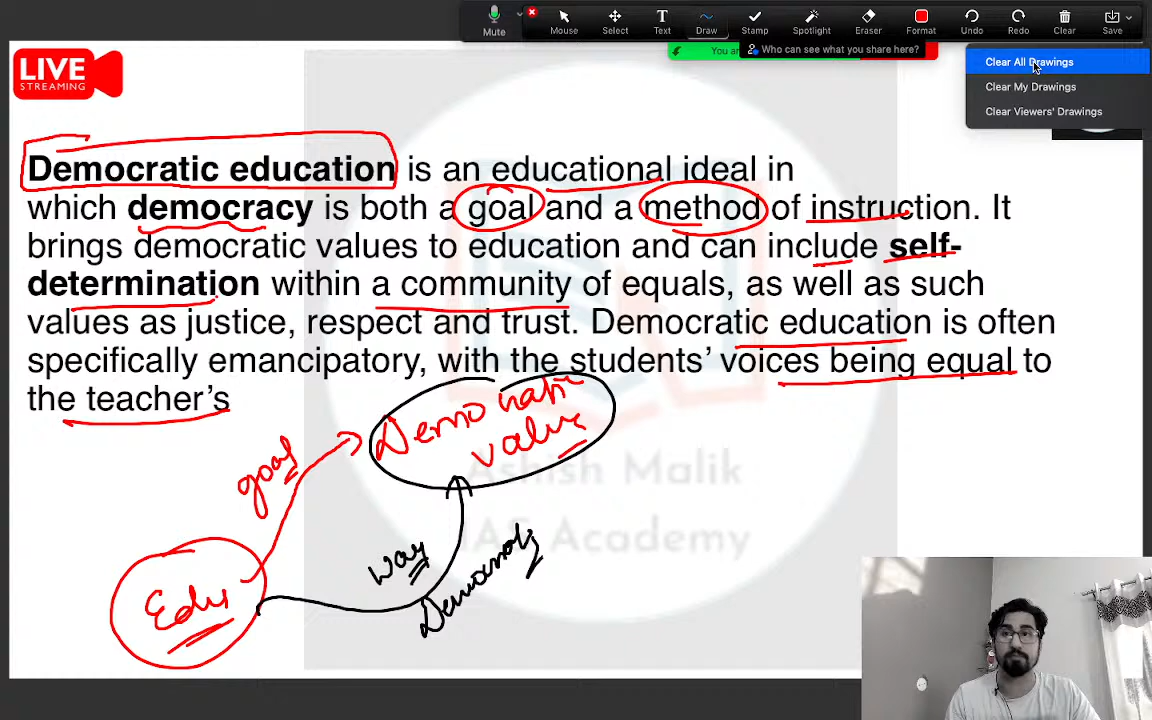 Mute
Mouse
Select
Text
Draw
Stamp
Spotlight
Eraser
Format
Undo
Redo
Clear
Save
You ar
Who can see what you share here?
Clear All Drawings
Clear My Drawings
Clear Viewers' Drawings
LIVE
STREAMING
Democratic education is an educational ideal in
which democracy is both a goal and a method of instruction. It
brings democratic values to education and can include self-
determination within a community of equals, as well as such
values as justice, respect and trust. Democratic education is often
specifically emancipatory, with the students’ voices being equal to
the teacher’s
value
goal
Ashish Malik
IAS Academy
way
Edu